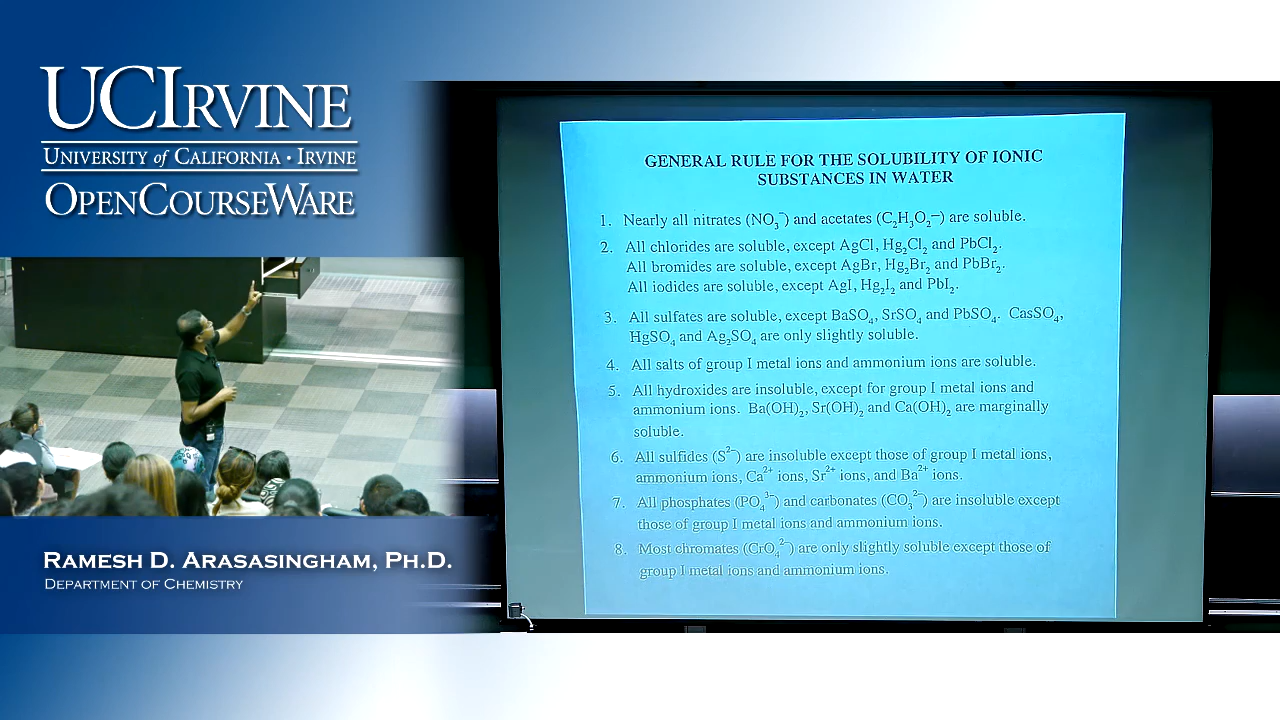 UCIRVINE
UNIVERSITY of CALIFORNIA · IRVINE
OPENCOURSEWARE
RAMESH D. ARASASINGHAM, PH.D.
DEPARTMENT OF CHEMISTRY
GENERAL RULE FOR THE SOLUBILITY OF IONIC
SUBSTANCES IN WATER
1. Nearly all nitrates (NO₃⁻) and acetates (C₂H₃O₂—) are soluble.
2. All chlorides are soluble, except AgCl, Hg₂Cl₂ and PbCl₂.
All bromides are soluble, except AgBr, Hg₂Br₂ and PbBr₂.
All iodides are soluble, except AgI, Hg₂I₂ and PbI₂.
3. All sulfates are soluble, except BaSO₄, SrSO₄ and PbSO₄. CasSO₄,
HgSO₄ and Ag₂SO₄ are only slightly soluble.
4. All salts of group I metal ions and ammonium ions are soluble.
5. All hydroxides are insoluble, except for group I metal ions and
ammonium ions. Ba(OH)₂, Sr(OH)₂ and Ca(OH)₂ are marginally
soluble.
6. All sulfides (S²⁻) are insoluble except those of group I metal ions,
ammonium ions, Ca²⁺ ions, Sr²⁺ ions, and Ba²⁺ ions.
7. All phosphates (PO₄³⁻) and carbonates (CO₃²⁻) are insoluble except
those of group I metal ions and ammonium ions.
8. Most chromates (CrO₄²⁻) are only slightly soluble except those of
group I metal ions and ammonium ions.